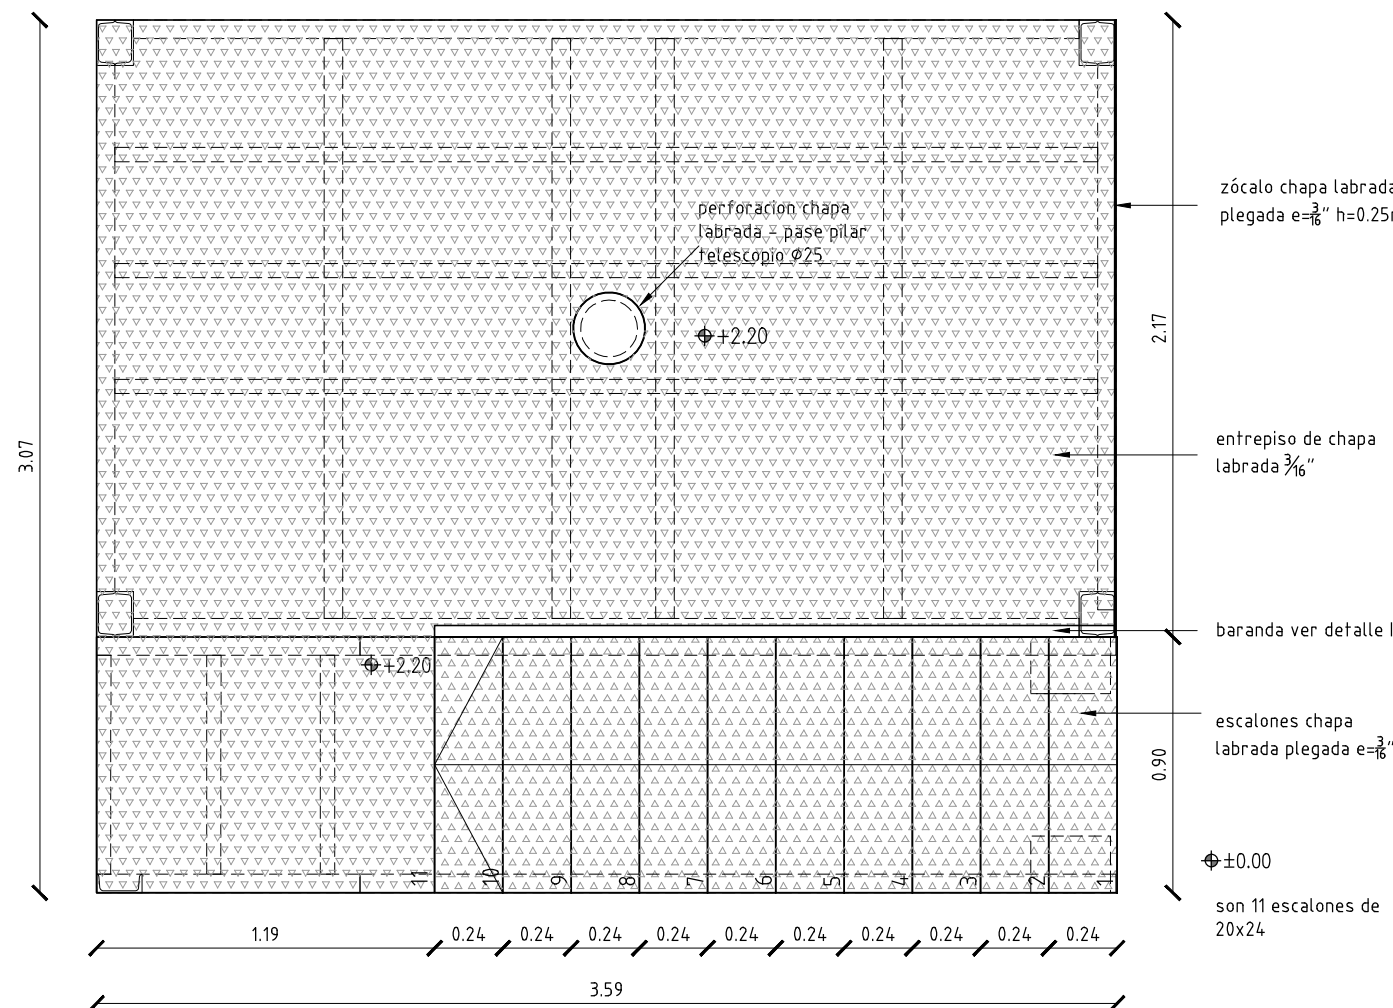 perforacion chapa
labrada - pase pilar
telescopio Φ25
+2.20
zócalo chapa labrada
plegada e=3/16" h=0.25
2.17
3.07
entrepiso de chapa
labrada 3/16"
baranda ver detalle
+2.20
escalones chapa
labrada plegada e=3/16"
0.90
±0.00
11 10 9 8 7 6 5 4 3 2 1
son 11 escalones de
20x24
1.19 0.24 0.24 0.24 0.24 0.24 0.24 0.24 0.24 0.24 0.24
3.59